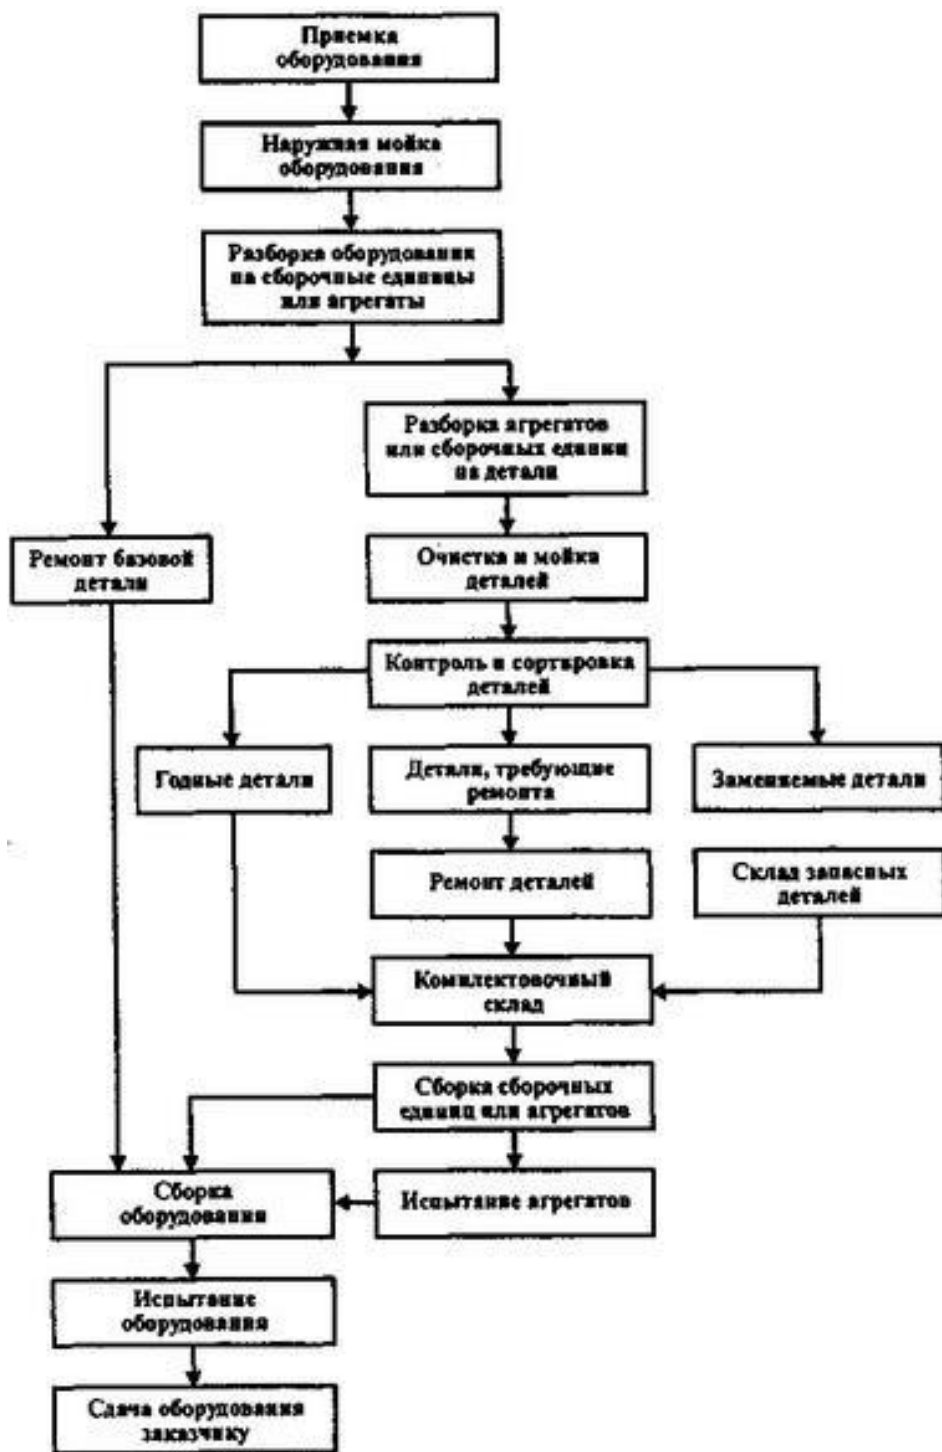 Приемка
оборудования
Наружная мойка
оборудования
Разборка оборудования
на сборочные единицы
или агрегаты
Разборка агрегатов
или сборочных единиц
на детали
Ремонт базовой
детали
Очистка и мойка
деталей
Контроль и сортировка
деталей
Годные детали
Детали, требующие
ремонта
Заменяемые детали
Ремонт деталей
Склад запасных
деталей
Комплектовочный
склад
Сборка сборочных
единиц или агрегатов
Сборка
оборудования
Испытание агрегатов
Испытание
оборудования
Сдача оборудования
заказчику